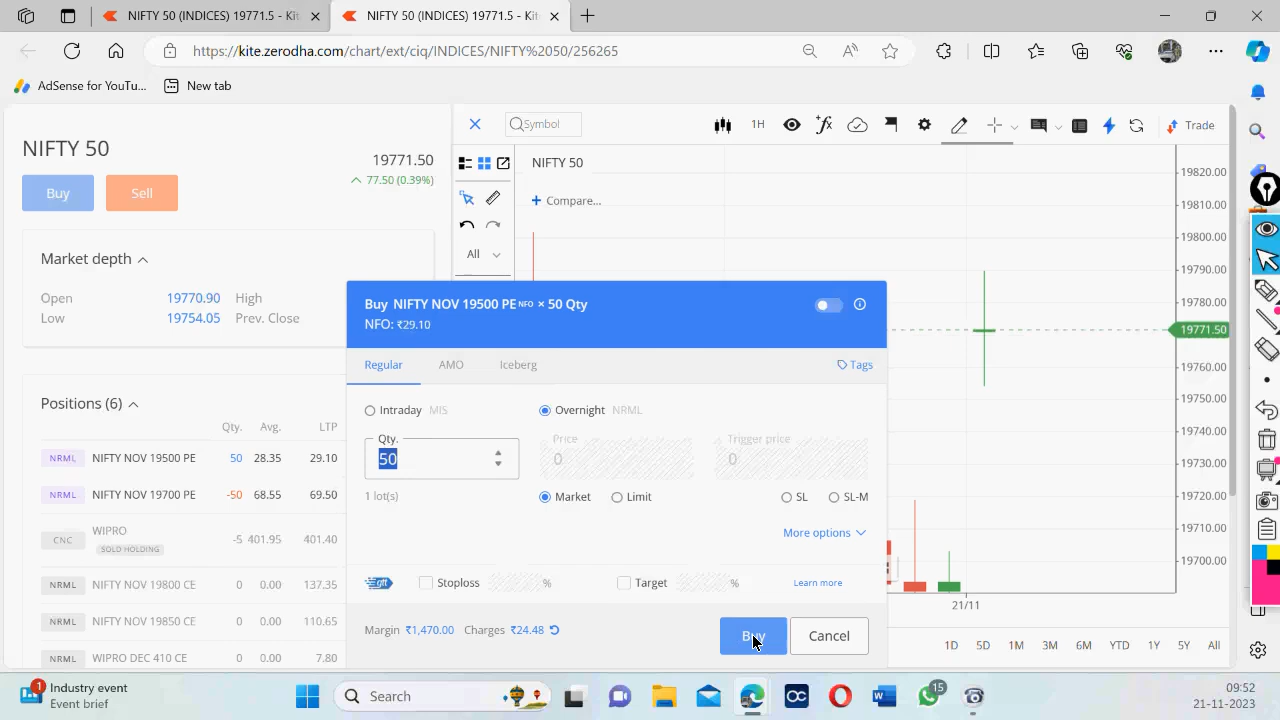 NIFTY 50 (INDICES) 19771.5 - Kit
NIFTY 50 (INDICES) 19771.5 - Ken
https://kite.zerodha.com/chart/ext/ciq/INDICES/NIFTY%2050/256265
AdSense for YouTu...
New tab
NIFTY 50
19771.50
77.50 (0.39%)
Buy
Sell
Market depth
Open 19770.90 High
Low 19754.05 Prev. Close
Positions (6)
Qty. Avg. LTP
NRML NIFTY NOV 19500 PE 50 28.35 29.10
NRML NIFTY NOV 19700 PE -50 68.55 69.50
CNC WIPRO -5 401.95 401.40
SOLD HOLDING
NRML NIFTY NOV 19800 CE 0 0.00 137.35
NRML NIFTY NOV 19850 CE 0 0.00 110.65
NRML WIPRO DEC 410 CE 0 0.00 7.80
Symbol
1H
Trade
NIFTY 50
Compare...
All
Buy NIFTY NOV 19500 PE NFO × 50 Qty
NFO: ₹29.10
Regular
AMO
Iceberg
Tags
Intraday MIS
Overnight NRML
Qty.
50
1 lot(s)
Price
0
Trigger price
0
Market
Limit
SL
SL-M
More options
gtt
Stoploss %
Target %
Learn more
Margin ₹1,470.00 Charges ₹24.48
Buy
Cancel
19820.00
19810.00
19800.00
19790.00
19780.00
19771.50
19760.00
19750.00
19740.00
19730.00
19720.00
19710.00
19700.00
21/11
1D 5D 1M 3M 6M YTD 1Y 5Y All
1
Industry event
Event brief
Search
OC
15
09:52
21-11-2023